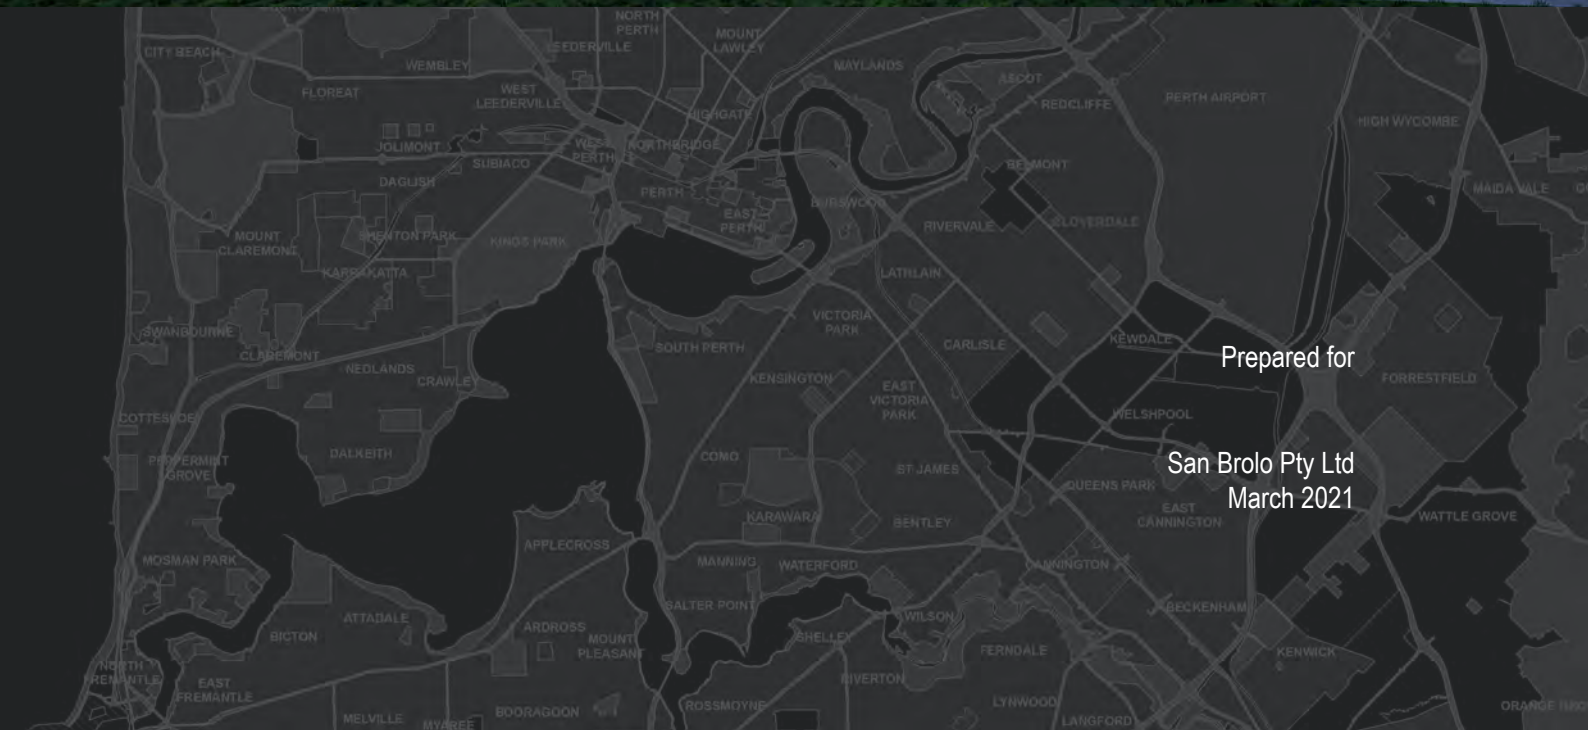 NORTH
PERTH
MOUNT
LAWLEY
CITY BEACH
LEEDERVILLE
WEMBLEY
MAYLANDS
ASCOT
FLOREAT
WEST
LEEDERVILLE
REDCLIFFE
PERTH AIRPORT
HIGHGATE
HIGH WYCOMBE
JOLIMONT
SUBIACO
WEST
PERTH
NORTHBRIDGE
BELMONT
DAGLISH
PERTH
MAIDA VALE
BURSWOOD
EAST
PERTH
RIVERVALE
CLOVERDALE
MOUNT
CLAREMONT
SHENTON PARK
KINGS PARK
KARRAKATTA
LATHLAIN
VICTORIA
PARK
SWANBOURNE
CLAREMONT
SOUTH PERTH
CARLISLE
KEWDALE
Prepared for
NEDLANDS
CRAWLEY
KENSINGTON
FORRESTFIELD
EAST
VICTORIA
PARK
COTTESLOE
WELSHPOOL
DALKEITH
PEPPERMINT
GROVE
COMO
ST JAMES
San Brolo Pty Ltd
QUEENS PARK
March 2021
EAST
CANNINGTON
KARAWARA
BENTLEY
WATTLE GROVE
APPLECROSS
MOSMAN PARK
MANNING
WATERFORD
CANNINGTON
SALTER POINT
BECKENHAM
ATTADALE
WILSON
BICTON
ARDROSS
MOUNT
PLEASANT
SHELLEY
FERNDALE
KENWICK
NORTH
FREMANTLE
EAST
FREMANTLE
RIVERTON
ROSSMOYNE
LYNWOOD
MELVILLE
MYAREE
BOORAGOON
LANGFORD